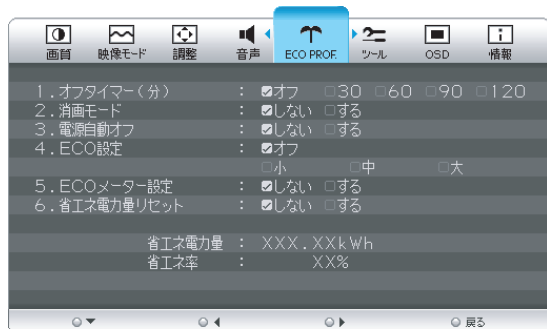 画質 映像モード 調整 音声 ECO PROF. ツール OSD 情報
1.オフタイマー(分) : ☑オフ □30 □60 □90 □120
2.消画モード : ☑しない □する
3.電源自動オフ : ☑しない □する
4.ECO設定 : ☑オフ
□小 □中 □大
5.ECOメーター設定 : ☑しない □する
6.省エネ電力量リセット : ☑しない □する
省エネ電力量 : XXX.XXkWh
省エネ率 : XX%
戻る